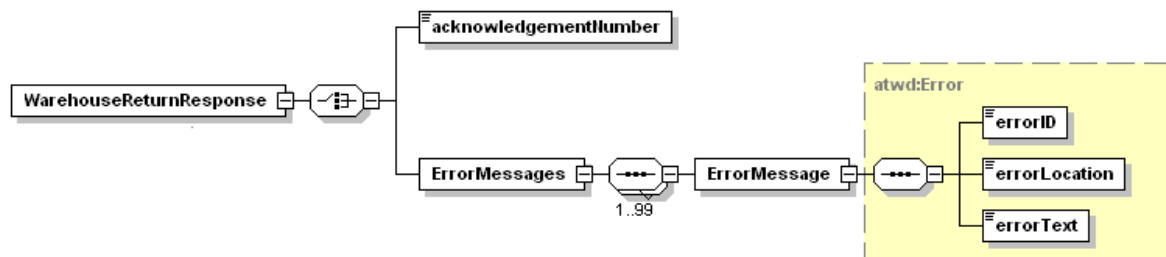 acknowledgementNumber
WarehouseReturnResponse
atwd:Error
errorID
ErrorMessages
ErrorMessage
errorLocation
1..99
errorText